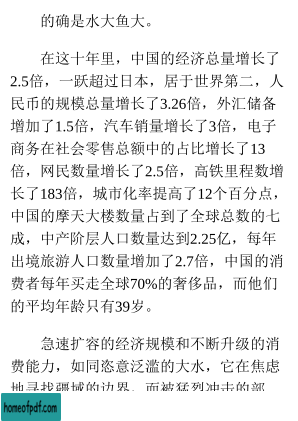 的确是水大鱼大。
在这十年里，中国的经济总量增长了
2.5倍，一跃超过日本，居于世界第二，人
民币的规模总量增长了3.26倍，外汇储备
增加了1.5倍，汽车销量增长了3倍，电子
商务在社会零售总额中的占比增长了13
倍，网民数量增长了2.5倍，高铁里程数增
长了183倍，城市化率提高了12个百分点，
中国的摩天大楼数量占到了全球总数的七
成，中产阶层人口数量达到2.25亿，每年
出境旅游人口数量增加了2.7倍，中国的消
费者每年买走全球70%的奢侈品，而他们
的平均年龄只有39岁。
急速扩容的经济规模和不断升级的消
费能力，如同恣意泛滥的大水，它在焦虑
地寻找疆域的边界，而被猛烈冲击的部
homeofpdf.com